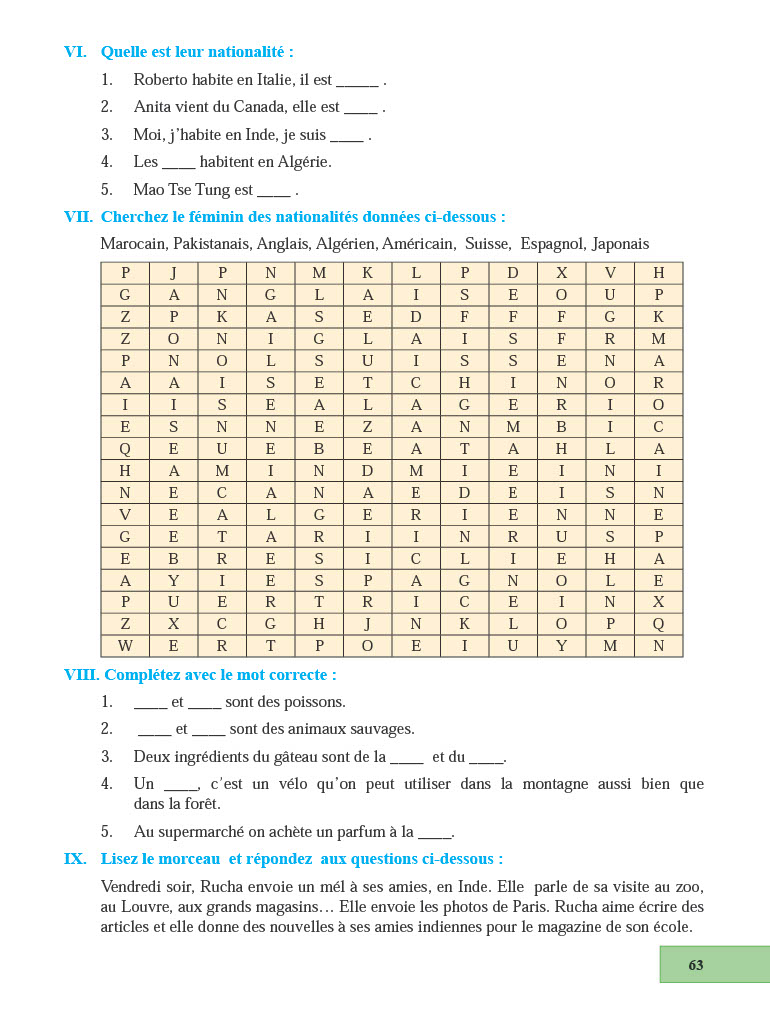 VI. Quelle est leur nationalité :
1. Roberto habite en Italie, il est _____ .
2. Anita vient du Canada, elle est ____ .
3. Moi, j'habite en Inde, je suis ____ .
4. Les ____ habitent en Algérie.
5. Mao Tse Tung est ____ .
VII. Cherchez le féminin des nationalités données ci-dessous :
Marocain, Pakistanais, Anglais, Algérien, Américain, Suisse, Espagnol, Japonais
P J P N M K L P D X V H
G A N G L A I S E O U P
Z P K A S E D F F F G K
Z O N I G L A I S F R M
P N O L S U I S S E N A
A A I S E T C H I N O R
I I S E A L A G E R I O
E S N N E Z A N M B I C
Q E U E B E A T A H L A
H A M I N D M I E I N I
N E C A N A E D E I S N
V E A L G E R I E N N E
G E T A R I I N R U S P
E B R E S I C L I E H A
A Y I E S P A G N O L E
P U E R T R I C E I N X
Z X C G H J N K L O P Q
W E R T P O E I U Y M N
VIII. Complétez avec le mot correcte :
1. ____ et ____ sont des poissons.
2. ____ et ____ sont des animaux sauvages.
3. Deux ingrédients du gâteau sont de la ____ et du ____.
4. Un ____, c'est un vélo qu'on peut utiliser dans la montagne aussi bien que
dans la forêt.
5. Au supermarché on achète un parfum à la ____.
IX. Lisez le morceau et répondez aux questions ci-dessous :
Vendredi soir, Rucha envoie un mél à ses amies, en Inde. Elle parle de sa visite au zoo,
au Louvre, aux grands magasins… Elle envoie les photos de Paris. Rucha aime écrire des
articles et elle donne des nouvelles à ses amies indiennes pour le magazine de son école.
63